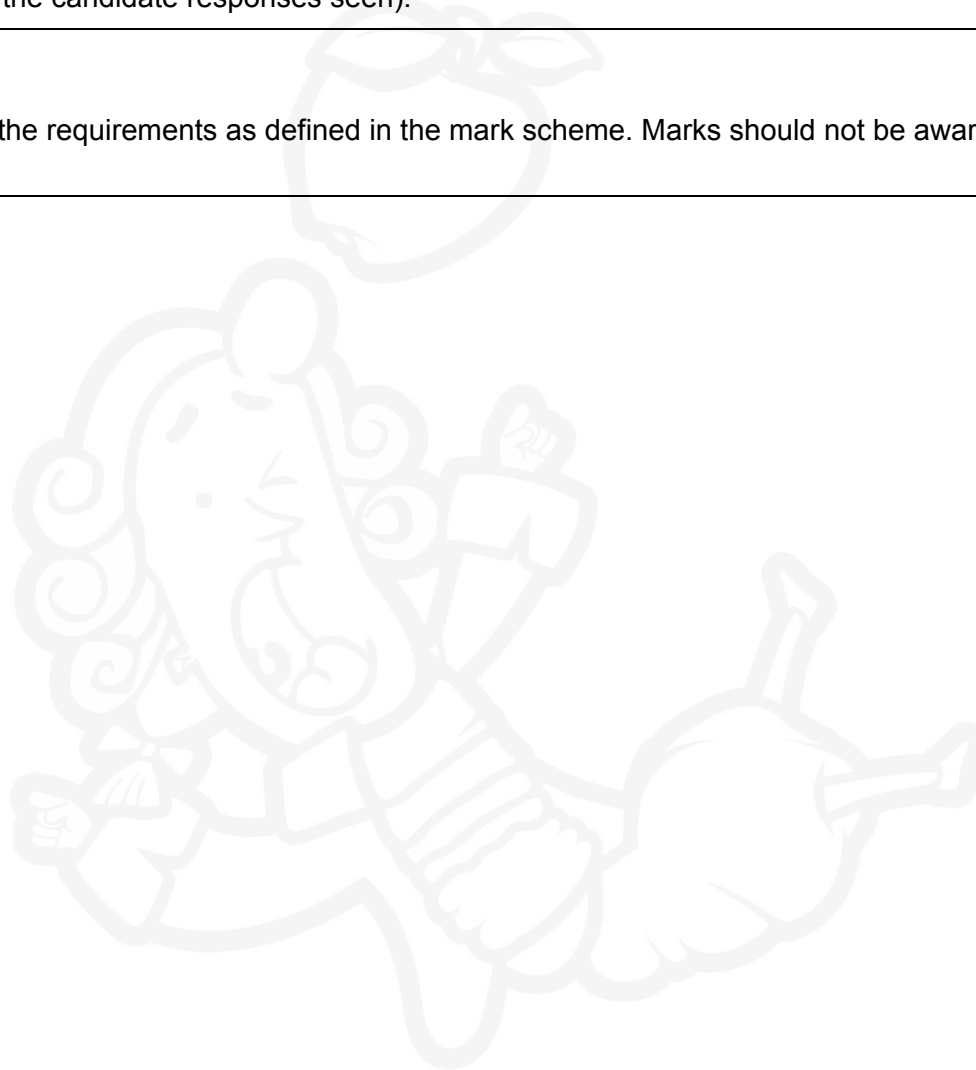 the candidate responses seen).
the requirements as defined in the mark scheme. Marks should not be awar